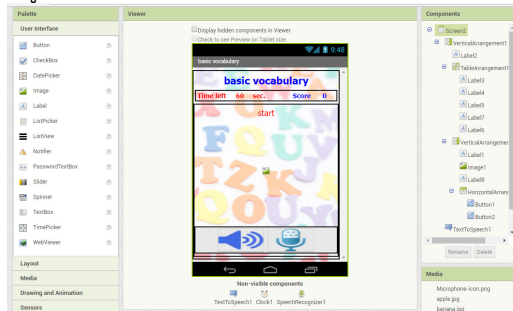 Palette
Viewer
Components
User Interface
Button
CheckBox
DatePicker
Image
Label
ListPicker
ListView
Notifier
PasswordTextBox
Slider
Spinner
TextBox
TimePicker
WebViewer
Layout
Media
Drawing and Animation
Sensors
Display hidden components in Viewer
Check to see Preview on Tablet size.
9:48
basic vocabulary
basic vocabulary
Time left 60 sec. Score 0
start
Non-visible components
TextToSpeech1 Clock1 SpeechRecognizer1
VerticalArrangement1
Label2
TableArrangement1
Label3
Label4
Label5
Label7
Label6
VerticalArrangement
Label1
Image1
Label8
HorizontalArran
Button1
Button2
TextToSpeech1
Rename Delete
Media
Microphone-icon.png
apple.jpg
banana.jpg